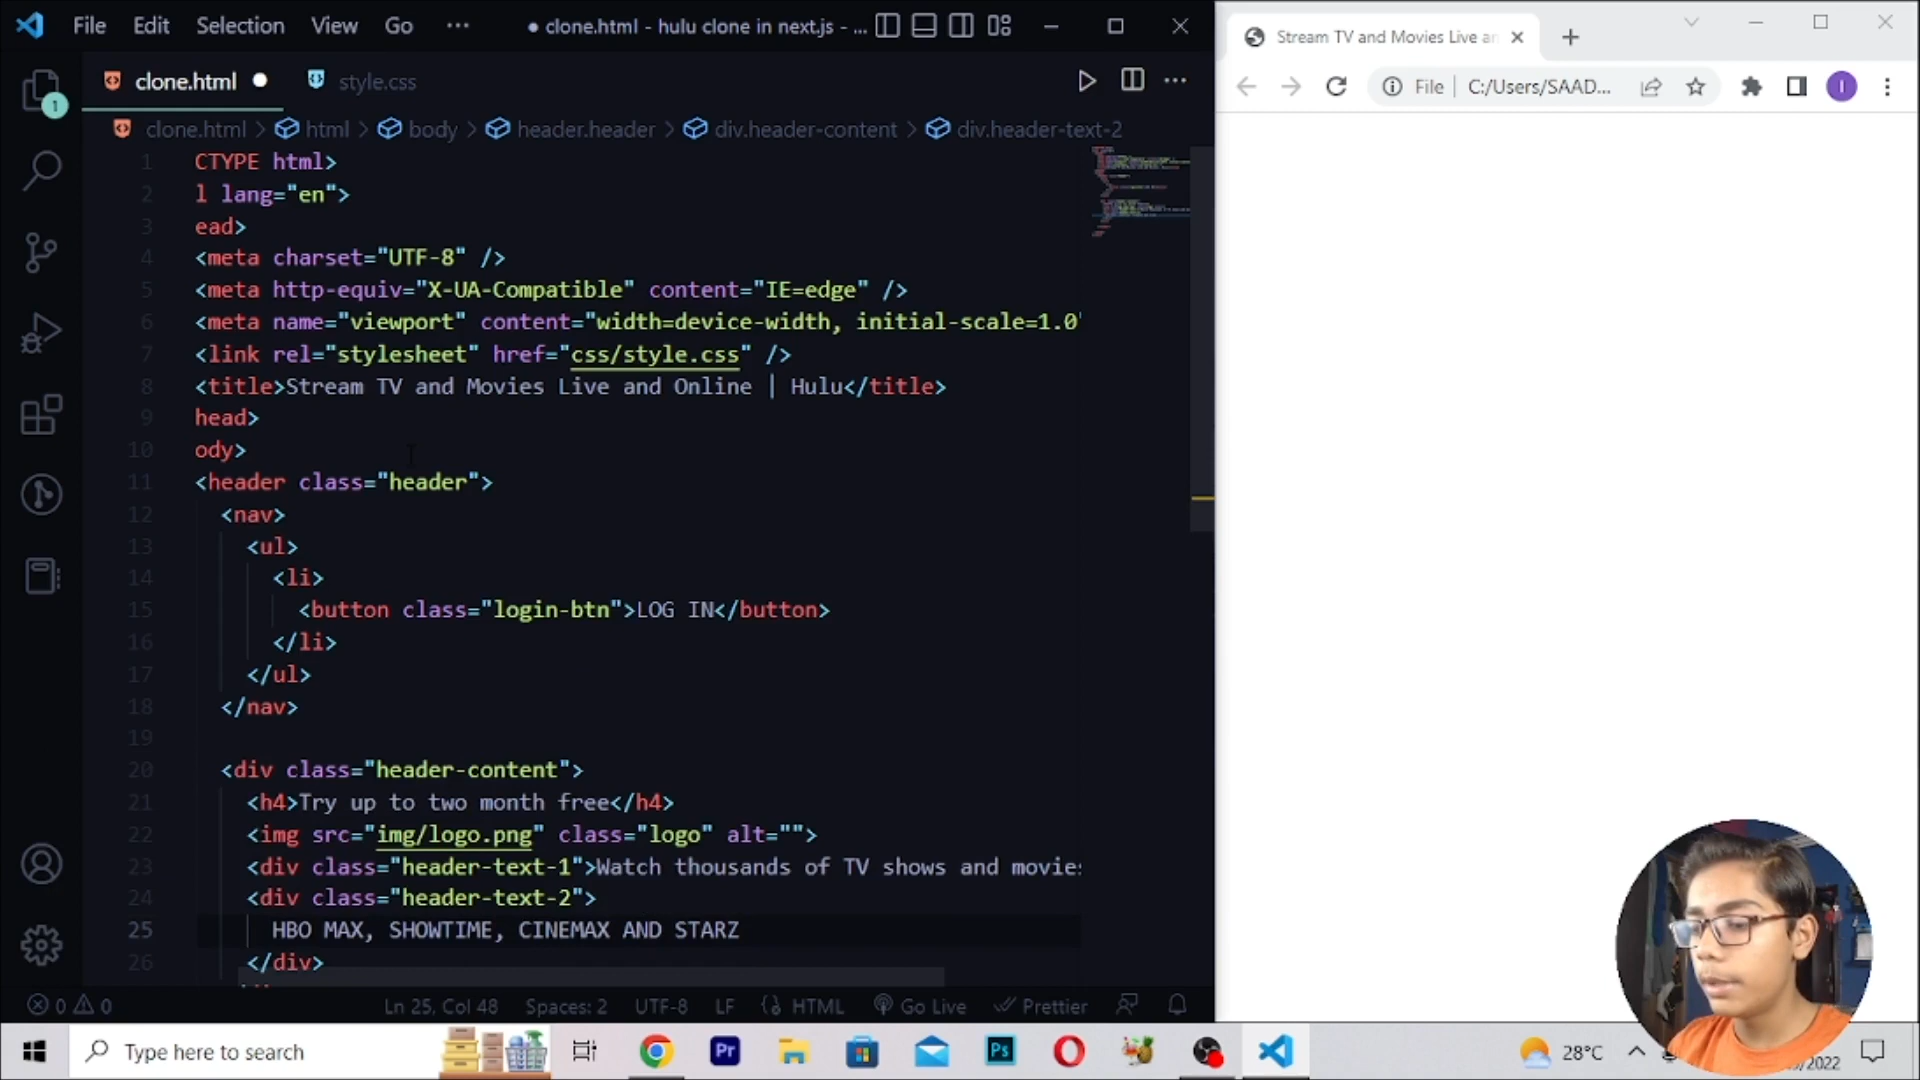 File Edit Selection View Go ··· ● clone.html - hulu clone in next.js - ...
clone.html ● style.css
clone.html > html > body > header.header > div.header-content > div.header-text-2
1 CTYPE html>
2 l lang="en">
3 ead>
4 <meta charset="UTF-8" />
5 <meta http-equiv="X-UA-Compatible" content="IE=edge" />
6 <meta name="viewport" content="width=device-width, initial-scale=1.0"
7 <link rel="stylesheet" href="css/style.css" />
8 <title>Stream TV and Movies Live and Online | Hulu</title>
9 head>
10 ody>
11 <header class="header">
12 <nav>
13 <ul>
14 <li>
15 <button class="login-btn">LOG IN</button>
16 </li>
17 </ul>
18 </nav>
19
20 <div class="header-content">
21 <h4>Try up to two month free</h4>
22 <img src="img/logo.png" class="logo" alt="">
23 <div class="header-text-1">Watch thousands of TV shows and movies
24 <div class="header-text-2">
25 HBO MAX, SHOWTIME, CINEMAX AND STARZ
26 </div>
1
0 0 Ln 25, Col 48 Spaces: 2 UTF-8 LF {} HTML Go Live Prettier
Stream TV and Movies Live an
File | C:/Users/SAAD...
I
Type here to search
Pr
Ps
28°C
/2022